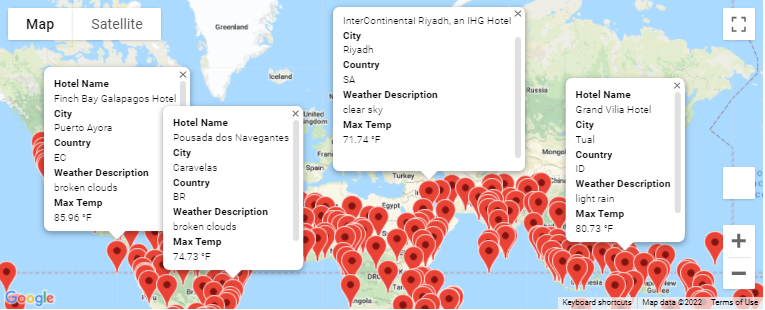 Map
Satellite
Greenland
Iceland
Russia
Hotel Name
Finch Bay Galapagos Hotel
City
Puerto Ayora
Country
EC
Weather Description
broken clouds
Max Temp
85.96 °F
Hotel Name
Pousada dos Navegantes
City
Caravelas
Country
BR
Weather Description
broken clouds
Max Temp
74.73 °F
InterContinental Riyadh, an IHG Hotel
City
Riyadh
Country
SA
Weather Description
clear sky
Max Temp
71.74 °F
Hotel Name
Grand Vilia Hotel
City
Tual
Country
ID
Weather Description
light rain
Max Temp
80.73 °F
Turkey
Egypt
DRC
Angola
Google
Keyboard shortcuts
Map data ©2022
Terms of Use